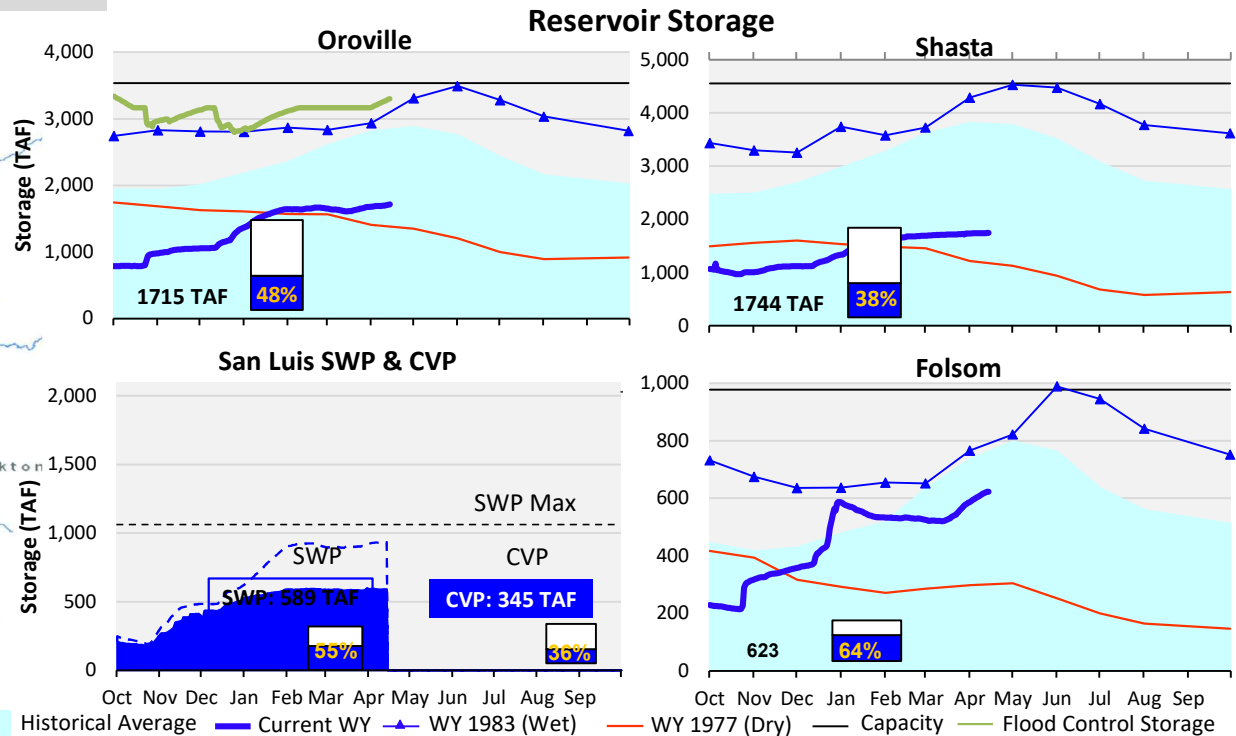 Reservoir Storage
Oroville
Storage (TAF)
4,000
3,000
2,000
1,000
0
1715 TAF
48%
Shasta
5,000
4,000
3,000
2,000
1,000
0
1744 TAF
38%
San Luis SWP & CVP
Storage (TAF)
2,000
1,500
1,000
500
0
SWP Max
SWP
CVP
SWP: 589 TAF
CVP: 345 TAF
55%
36%
Oct Nov Dec Jan Feb Mar Apr May Jun Jul Aug Sep
Folsom
1,000
800
600
400
200
0
623
64%
Oct Nov Dec Jan Feb Mar Apr May Jun Jul Aug Sep
kton
Historical Average Current WY WY 1983 (Wet) WY 1977 (Dry) Capacity Flood Control Storage